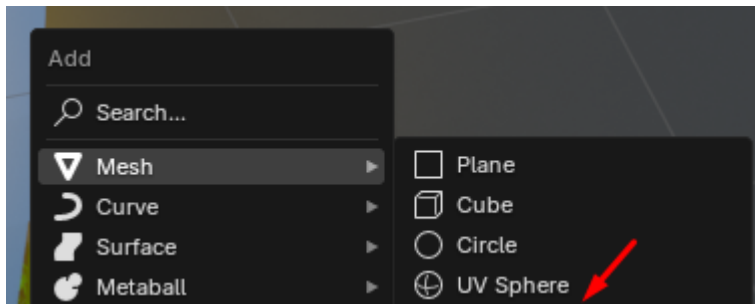 Add
Search...
Mesh
Curve
Surface
Metaball
Plane
Cube
Circle
UV Sphere